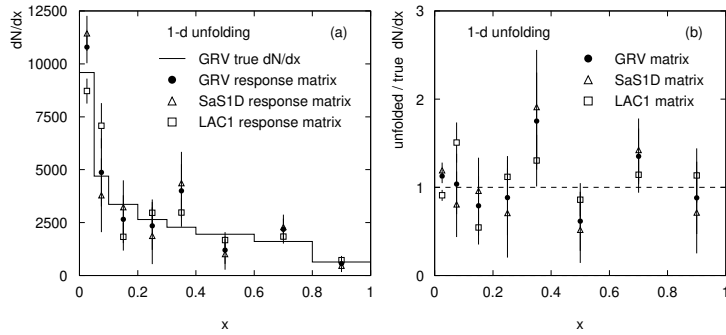 dN/dx
1-d unfolding (a)
GRV true dN/dx
GRV response matrix
SaS1D response matrix
LAC1 response matrix
15000
12500
10000
7500
5000
2500
0
0 0.2 0.4 0.6 0.8 1
x
unfolded / true dN/dx
1-d unfolding (b)
GRV matrix
SaS1D matrix
LAC1 matrix
3
2
1
0
0 0.2 0.4 0.6 0.8 1
x